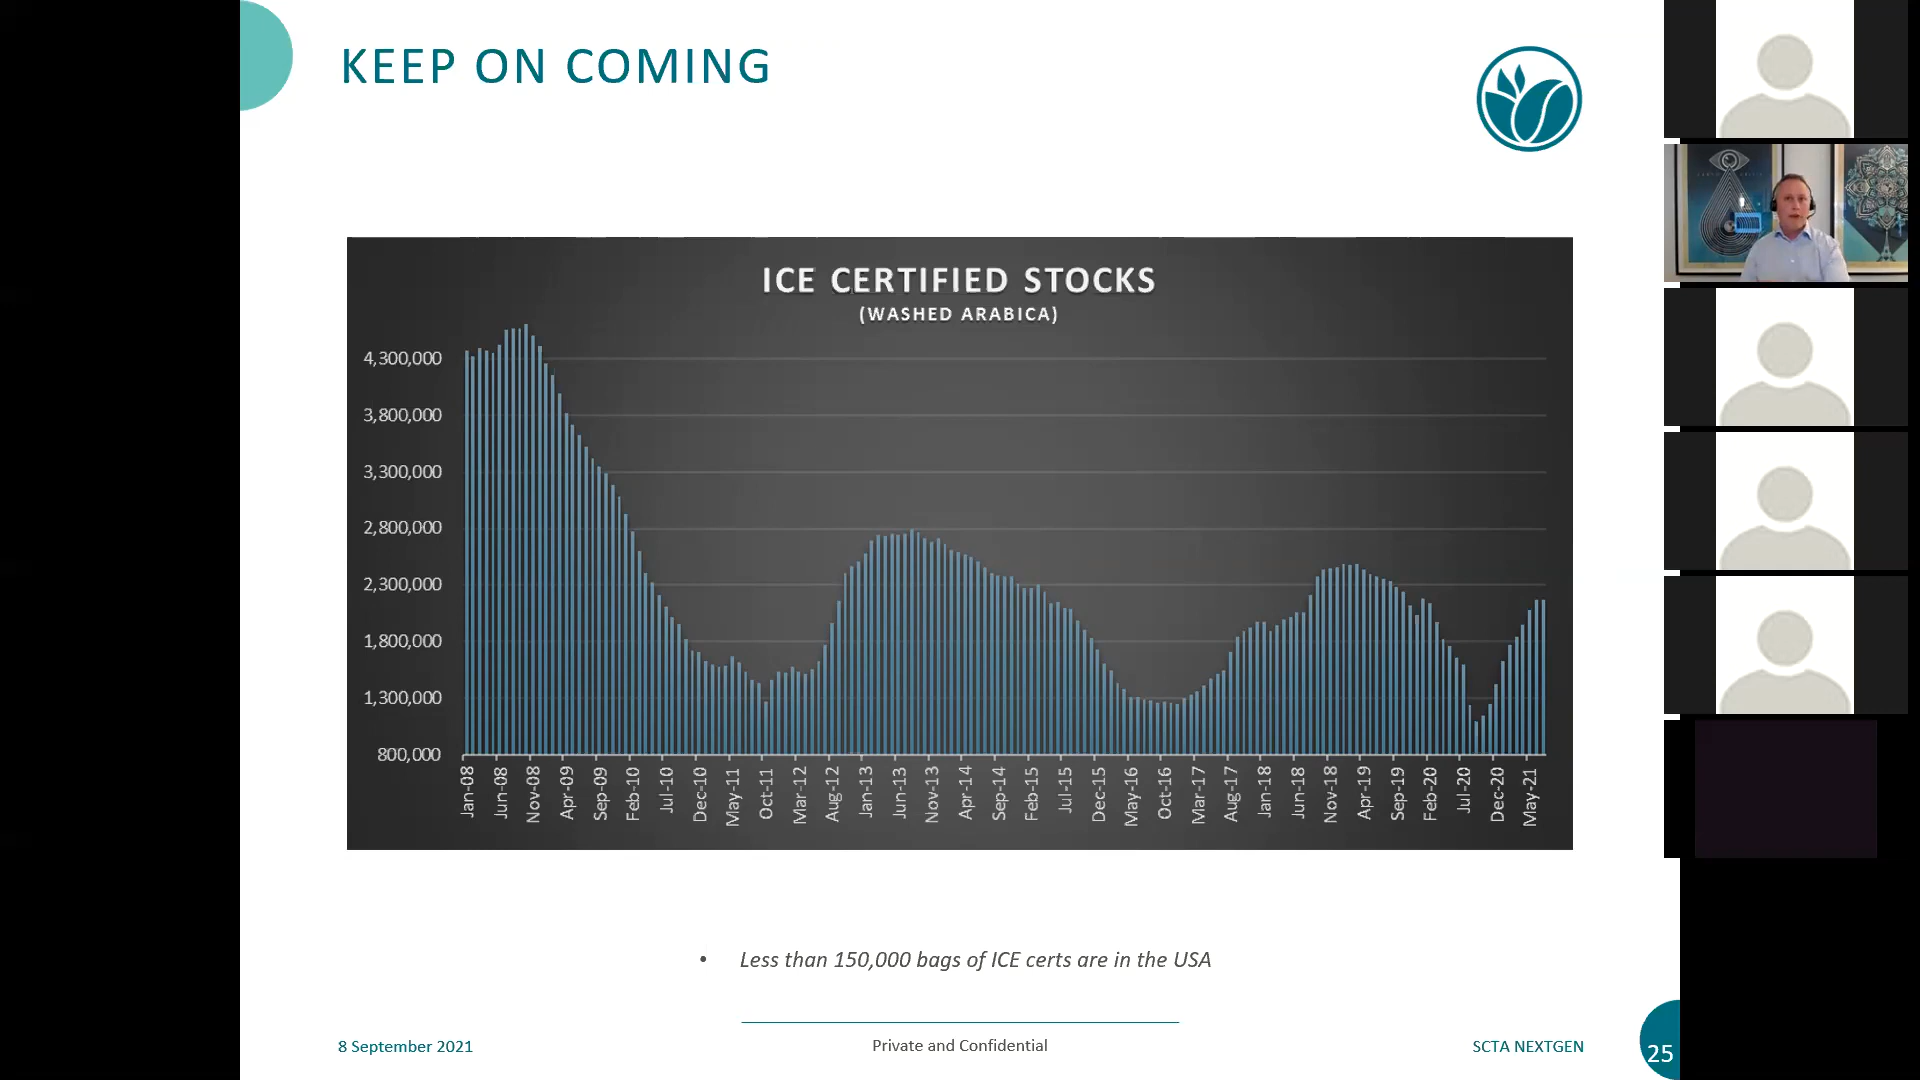 KEEP ON COMING
ICE CERTIFIED STOCKS
(WASHED ARABICA)
4,300,000
3,800,000
3,300,000
2,800,000
2,300,000
1,800,000
1,300,000
800,000
Jan-08
Jun-08
Nov-08
Apr-09
Sep-09
Feb-10
Jul-10
Dec-10
May-11
Oct-11
Mar-12
Aug-12
Jan-13
Jun-13
Nov-13
Apr-14
Sep-14
Feb-15
Jul-15
Dec-15
May-16
Oct-16
Mar-17
Aug-17
Jan-18
Jun-18
Nov-18
Apr-19
Sep-19
Feb-20
Jul-20
Dec-20
May-21
• Less than 150,000 bags of ICE certs are in the USA
8 September 2021
Private and Confidential
SCTA NEXTGEN
25